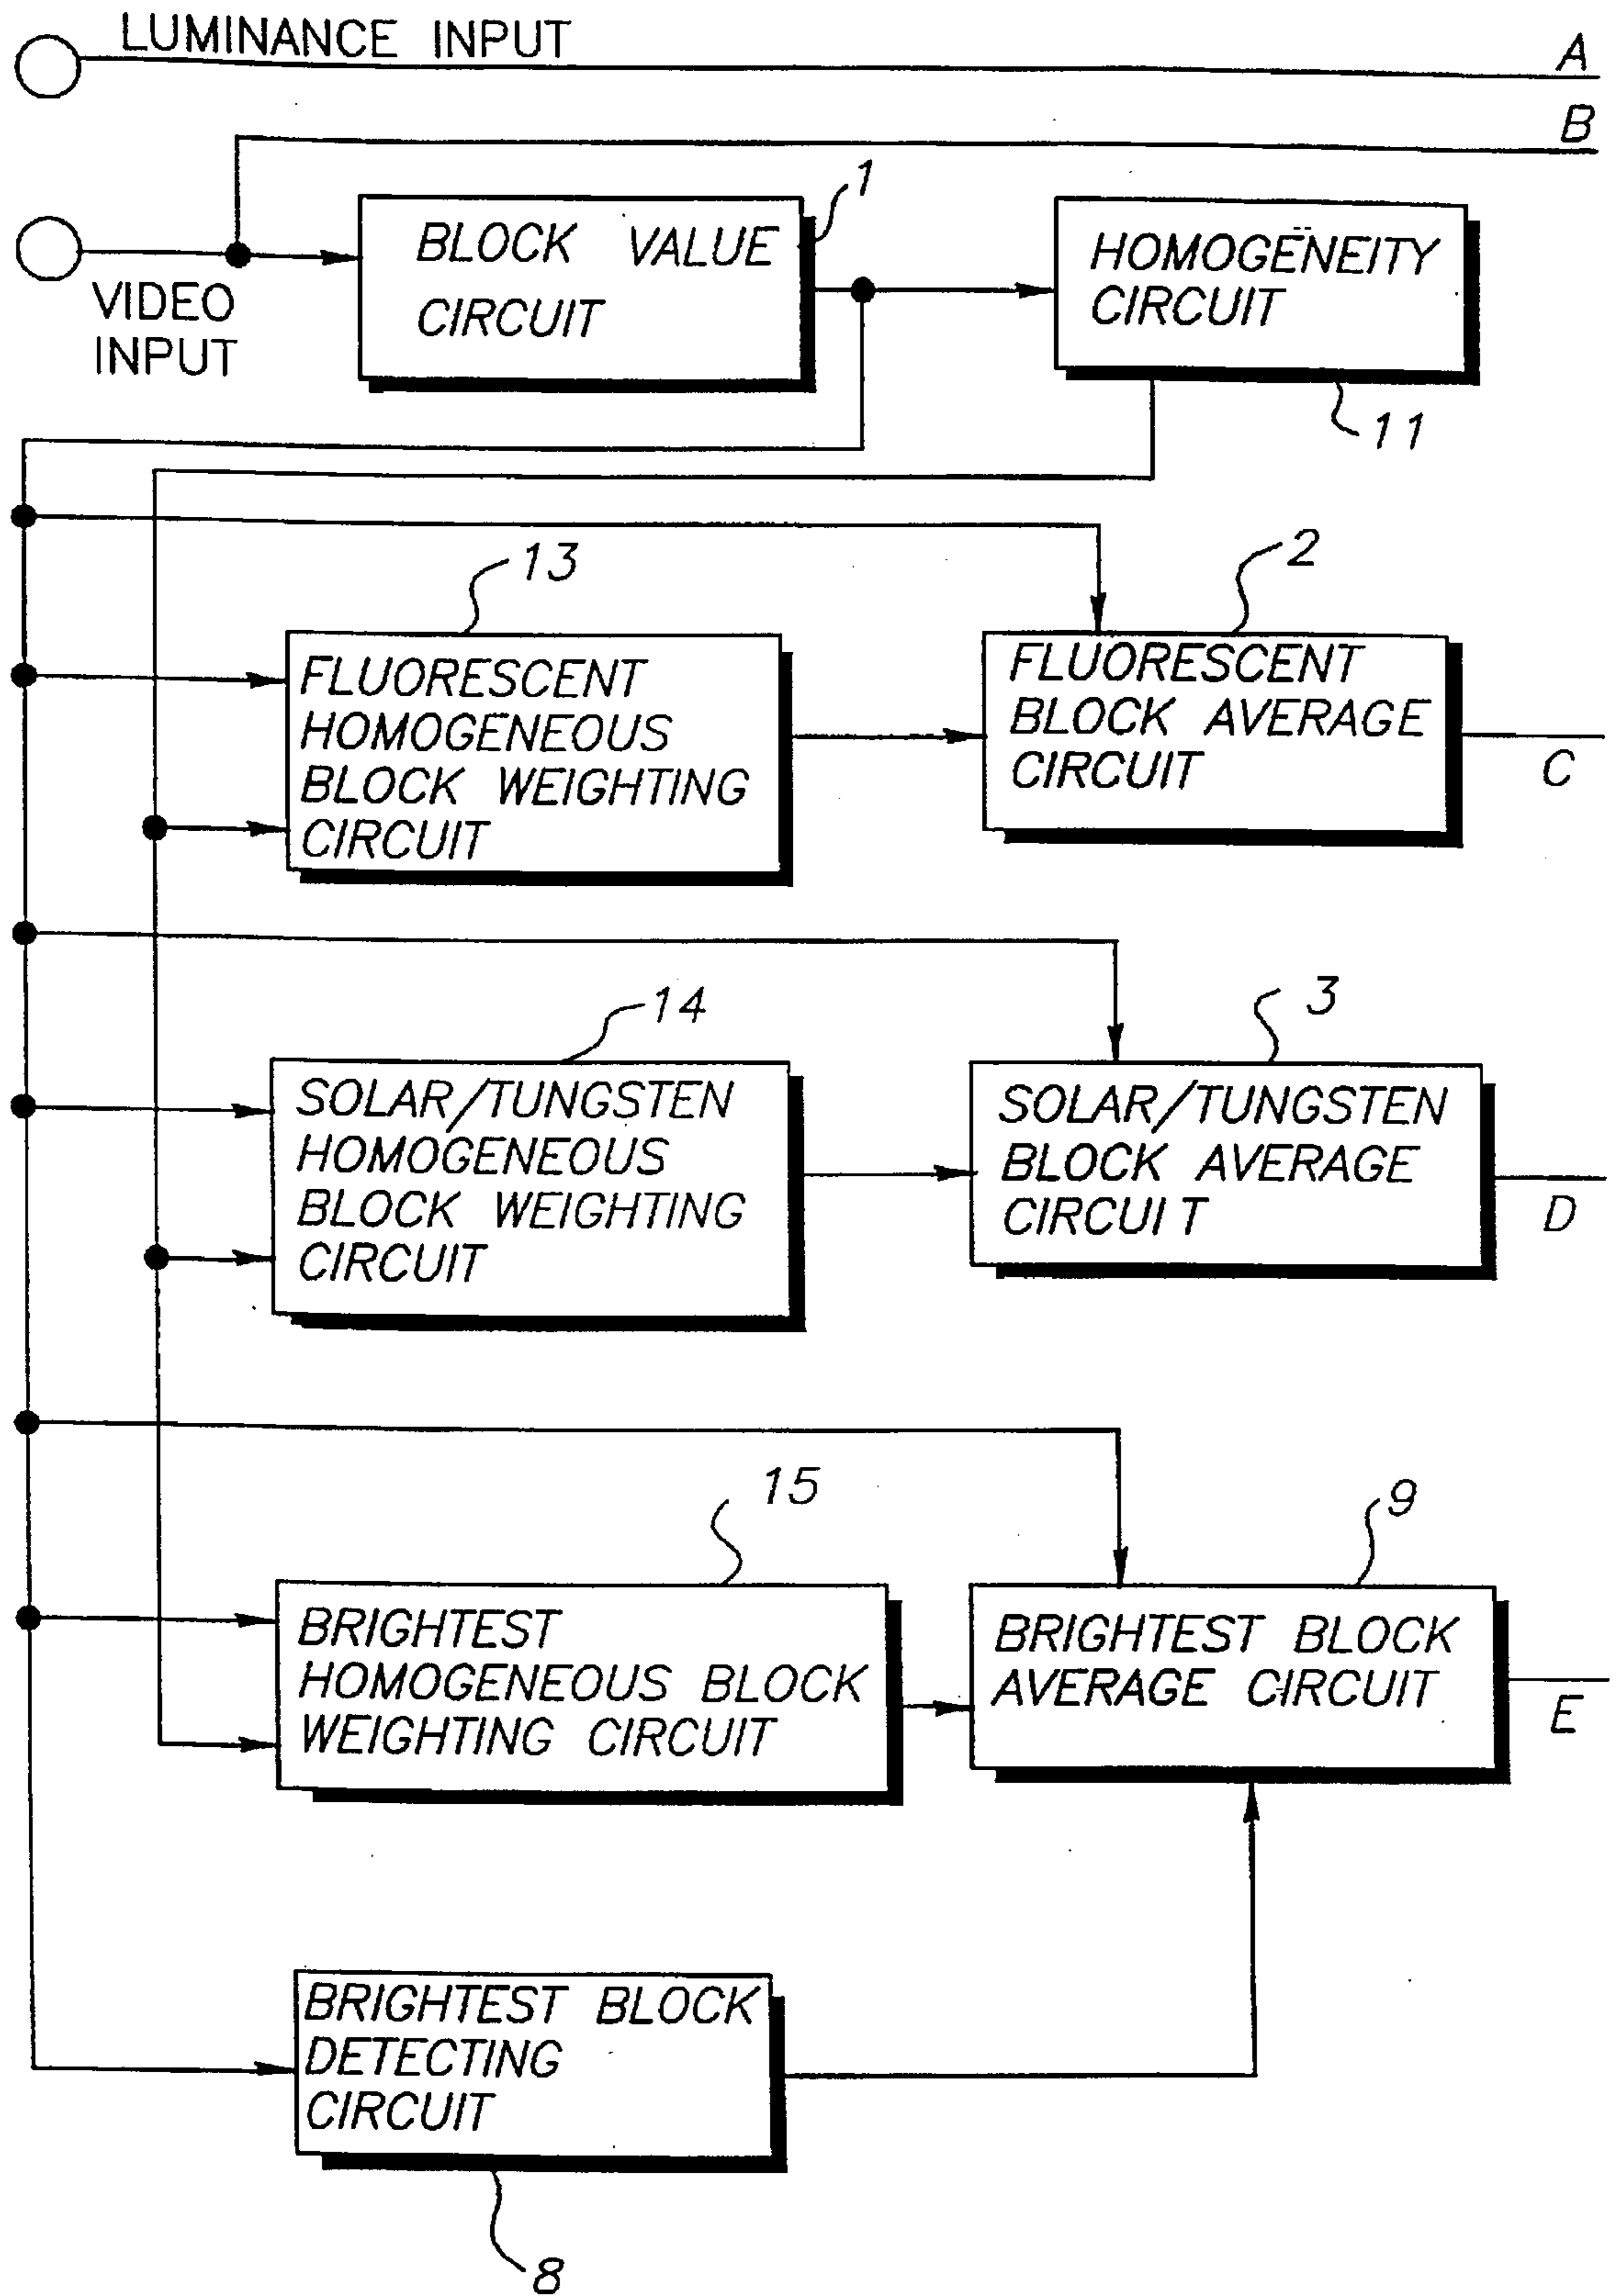 LUMINANCE INPUT
A
B
1
BLOCK VALUE
CIRCUIT
HOMOGENEITY
CIRCUIT
VIDEO
INPUT
11
13
2
FLUORESCENT
HOMOGENEOUS
BLOCK WEIGHTING
CIRCUIT
FLUORESCENT
BLOCK AVERAGE
CIRCUIT
C
14
3
SOLAR/TUNGSTEN
HOMOGENEOUS
BLOCK WEIGHTING
CIRCUIT
SOLAR/TUNGSTEN
BLOCK AVERAGE
CIRCUIT
D
15
9
BRIGHTEST
HOMOGENEOUS BLOCK
WEIGHTING CIRCUIT
BRIGHTEST BLOCK
AVERAGE CIRCUIT
E
BRIGHTEST BLOCK
DETECTING
CIRCUIT
8